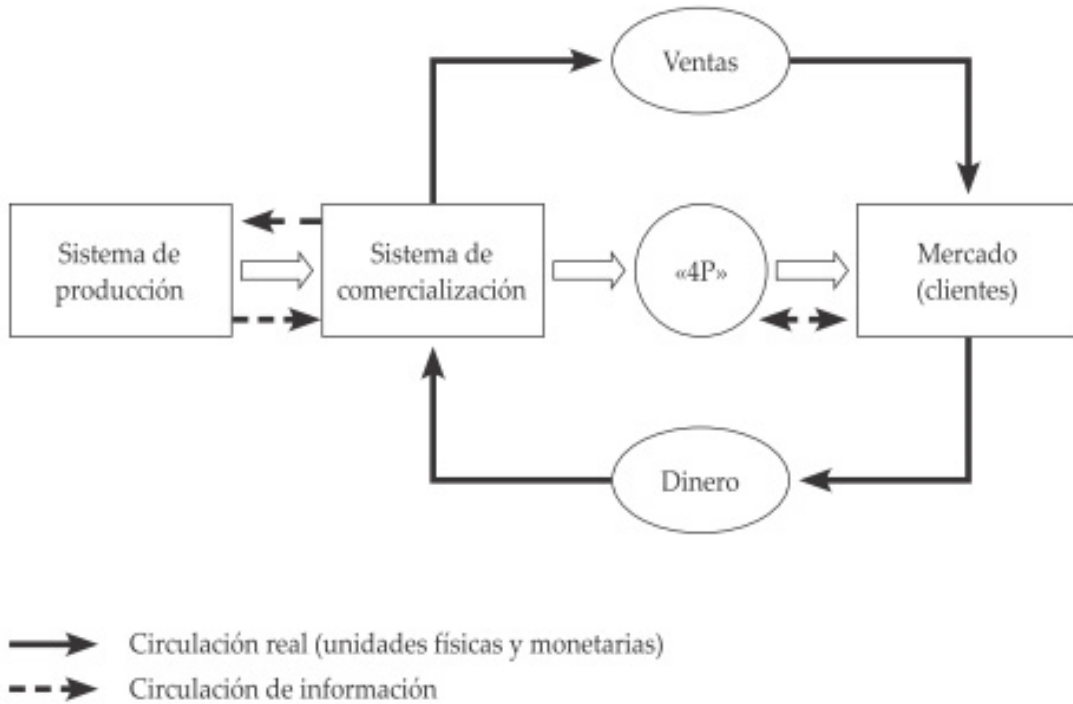 Ventas
Sistema de
producción
Sistema de
comercialización
«4P»
Mercado
(clientes)
Dinero
Circulación real (unidades físicas y monetarias)
Circulación de información